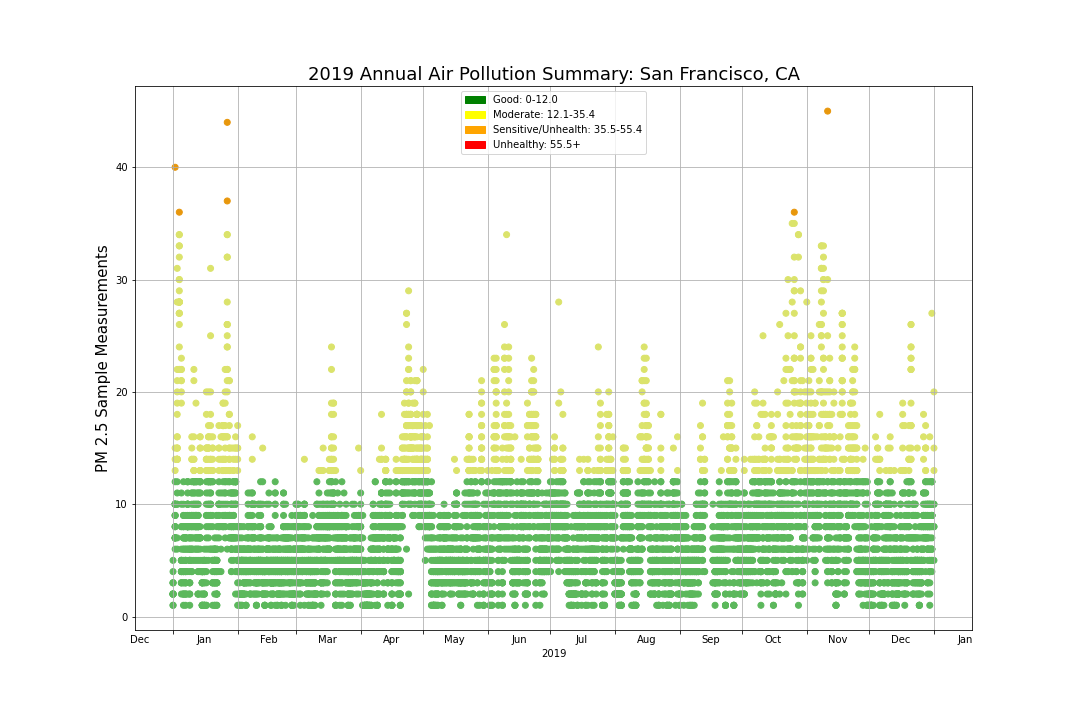 2019 Annual Air Pollution Summary: San Francisco, CA
Good: 0-12.0
Moderate: 12.1-35.4
Sensitive/Unhealth: 35.5-55.4
Unhealthy: 55.5+
PM 2.5 Sample Measurements
40
30
20
10
0
Dec Jan Feb Mar Apr May Jun Jul Aug Sep Oct Nov Dec Jan
2019